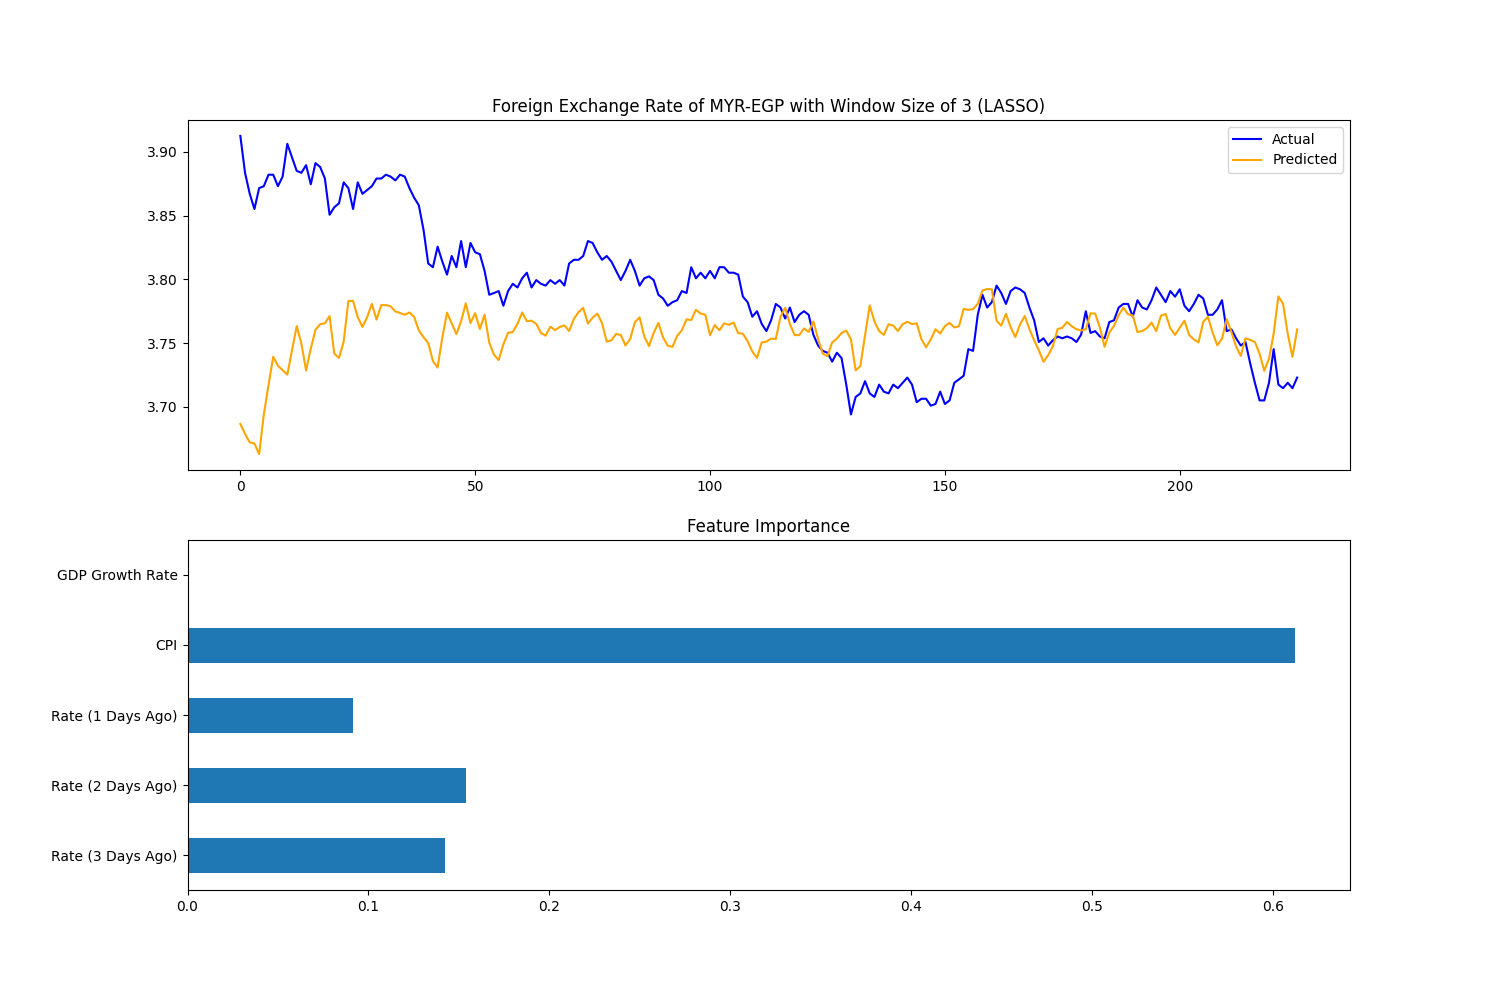 Foreign Exchange Rate of MYR-EGP with Window Size of 3 (LASSO)
Actual
Predicted
3.90
3.85
3.80
3.75
3.70
0 50 100 150 200
Feature Importance
GDP Growth Rate
CPI
Rate (1 Days Ago)
Rate (2 Days Ago)
Rate (3 Days Ago)
0.0 0.1 0.2 0.3 0.4 0.5 0.6